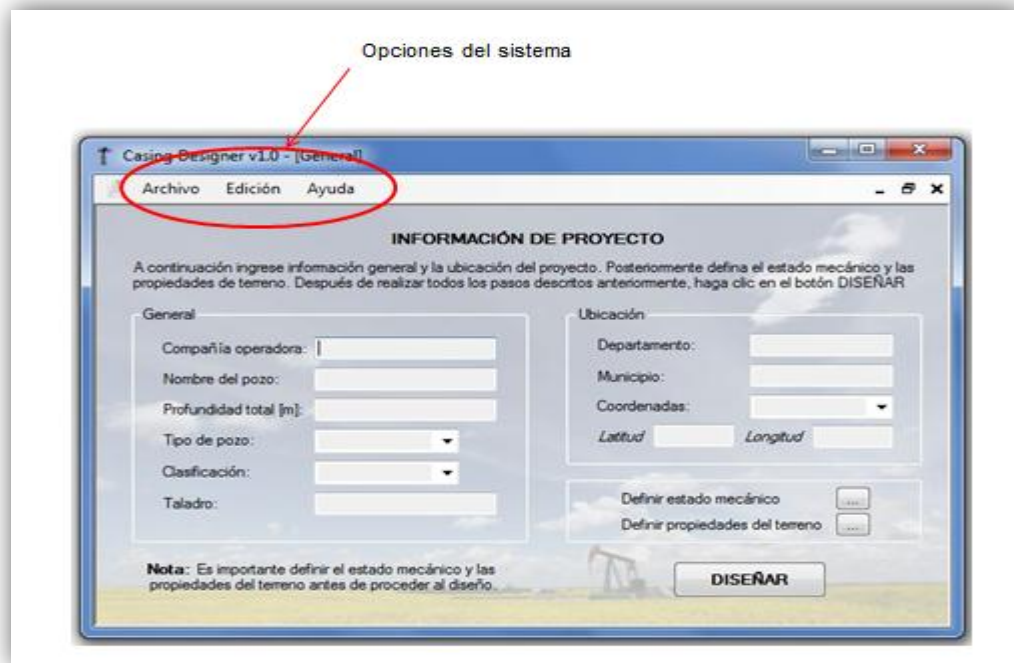 Opciones del sistema
Casing Designer v1.0 - [General]
Archivo Edición Ayuda
INFORMACIÓN DE PROYECTO
A continuación ingrese información general y la ubicación del proyecto. Posteriormente defina el estado mecánico y las
propiedades de terreno. Después de realizar todos los pasos descritos anteriormente, haga clic en el botón DISEÑAR
General
Compañía operadora:
Nombre del pozo:
Profundidad total [m]:
Tipo de pozo:
Clasificación:
Taladro:
Ubicación
Departamento:
Municipio:
Coordenadas:
Latitud Longitud
Definir estado mecánico ...
Definir propiedades del terreno ...
Nota: Es importante definir el estado mecánico y las
propiedades del terreno antes de proceder al diseño.
DISEÑAR